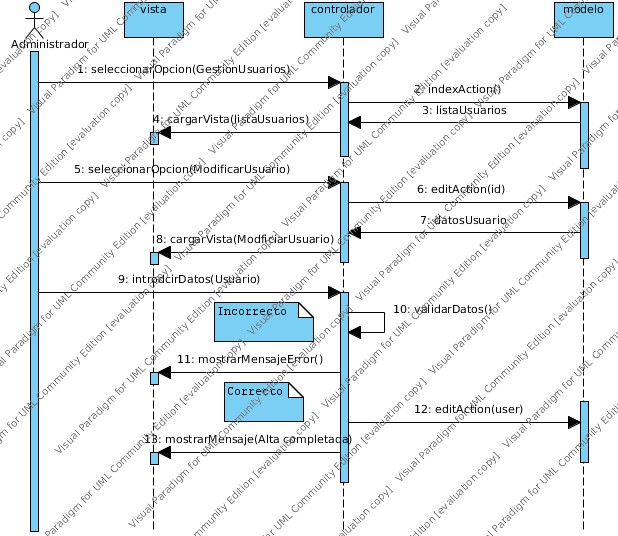 vista
controlador
modelo
Administrador
1: seleccionarOpcion(GestionUsuarios)
2: indexAction()
3: listaUsuarios
4: cargarVista(listaUsuarios)
5: seleccionarOpcion(ModificarUsuario)
6: editAction(id)
7: datosUsuario
8: cargarVista(ModficiarUsuario)
9: introdcirDatos(Usuario)
Incorrecto
10: validarDatos()
11: mostrarMensajeError()
Correcto
12: editAction(user)
13: mostrarMensaje(Alta completada)
Visual Paradigm for UML Community Edition [evaluation copy]